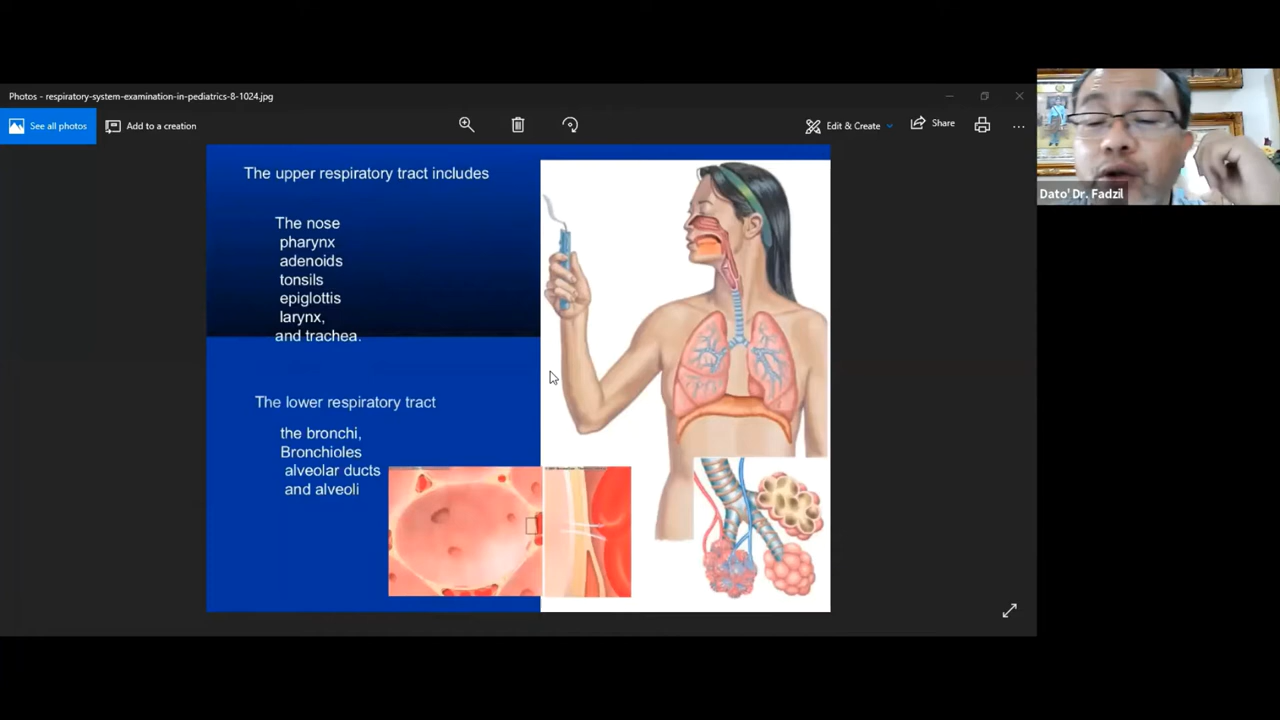 Photos - respiratory-system-examination-in-pediatrics-8-1024.jpg
See all photos
Add to a creation
Edit & Create
Share
Dato' Dr. Fadzil
The upper respiratory tract includes
The nose
pharynx
adenoids
tonsils
epiglottis
larynx,
and trachea.
The lower respiratory tract
the bronchi,
Bronchioles
alveolar ducts
and alveoli